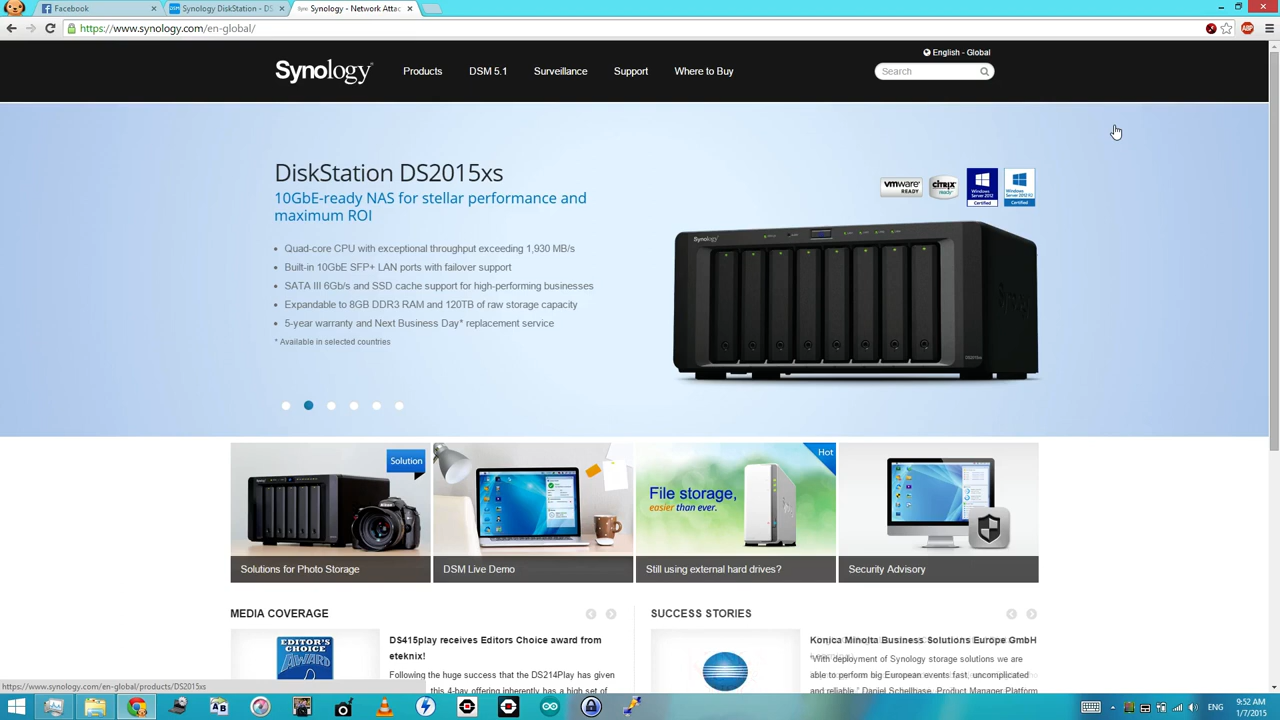 Facebook
Synology DiskStation - DS
Synology - Network Attac
https://www.synology.com/en-global/
ABP
English - Global
Synology
Products
DSM 5.1
Surveillance
Support
Where to Buy
Search
DiskStation DS2015xs
GbE-ready NAS for stellar performance and
maximum ROI
Quad-core CPU with exceptional throughput exceeding 1,930 MB/s
Built-in 10GbE SFP+ LAN ports with failover support
SATA III 6Gb/s and SSD cache support for high-performing businesses
Expandable to 8GB DDR3 RAM and 120TB of raw storage capacity
5-year warranty and Next Business Day* replacement service
* Available in selected countries
vmware
READY
citrix
ready
Windows
Server 2012
Certified
Windows
Server 2012 R2
Certified
Synology
Solution
Hot
File storage,
easier than ever.
Solutions for Photo Storage
DSM Live Demo
Still using external hard drives?
Security Advisory
MEDIA COVERAGE
EDITOR'S
CHOICE
AWARD
DS415play receives Editors Choice award from
eteknix!
Following the huge success that the DS214Play has given
this 4-bay offering inherently has a high set of
SUCCESS STORIES
Konica Minolta Business Solutions Europe GmbH
"With deployment of Synology storage solutions we are
able to perform big European events fast, uncomplicated
and reliable." Daniel Schellhase, Product Manager Platform
https://www.synology.com/en-global/products/DS2015xs
ENG
9:52 AM
1/7/2015